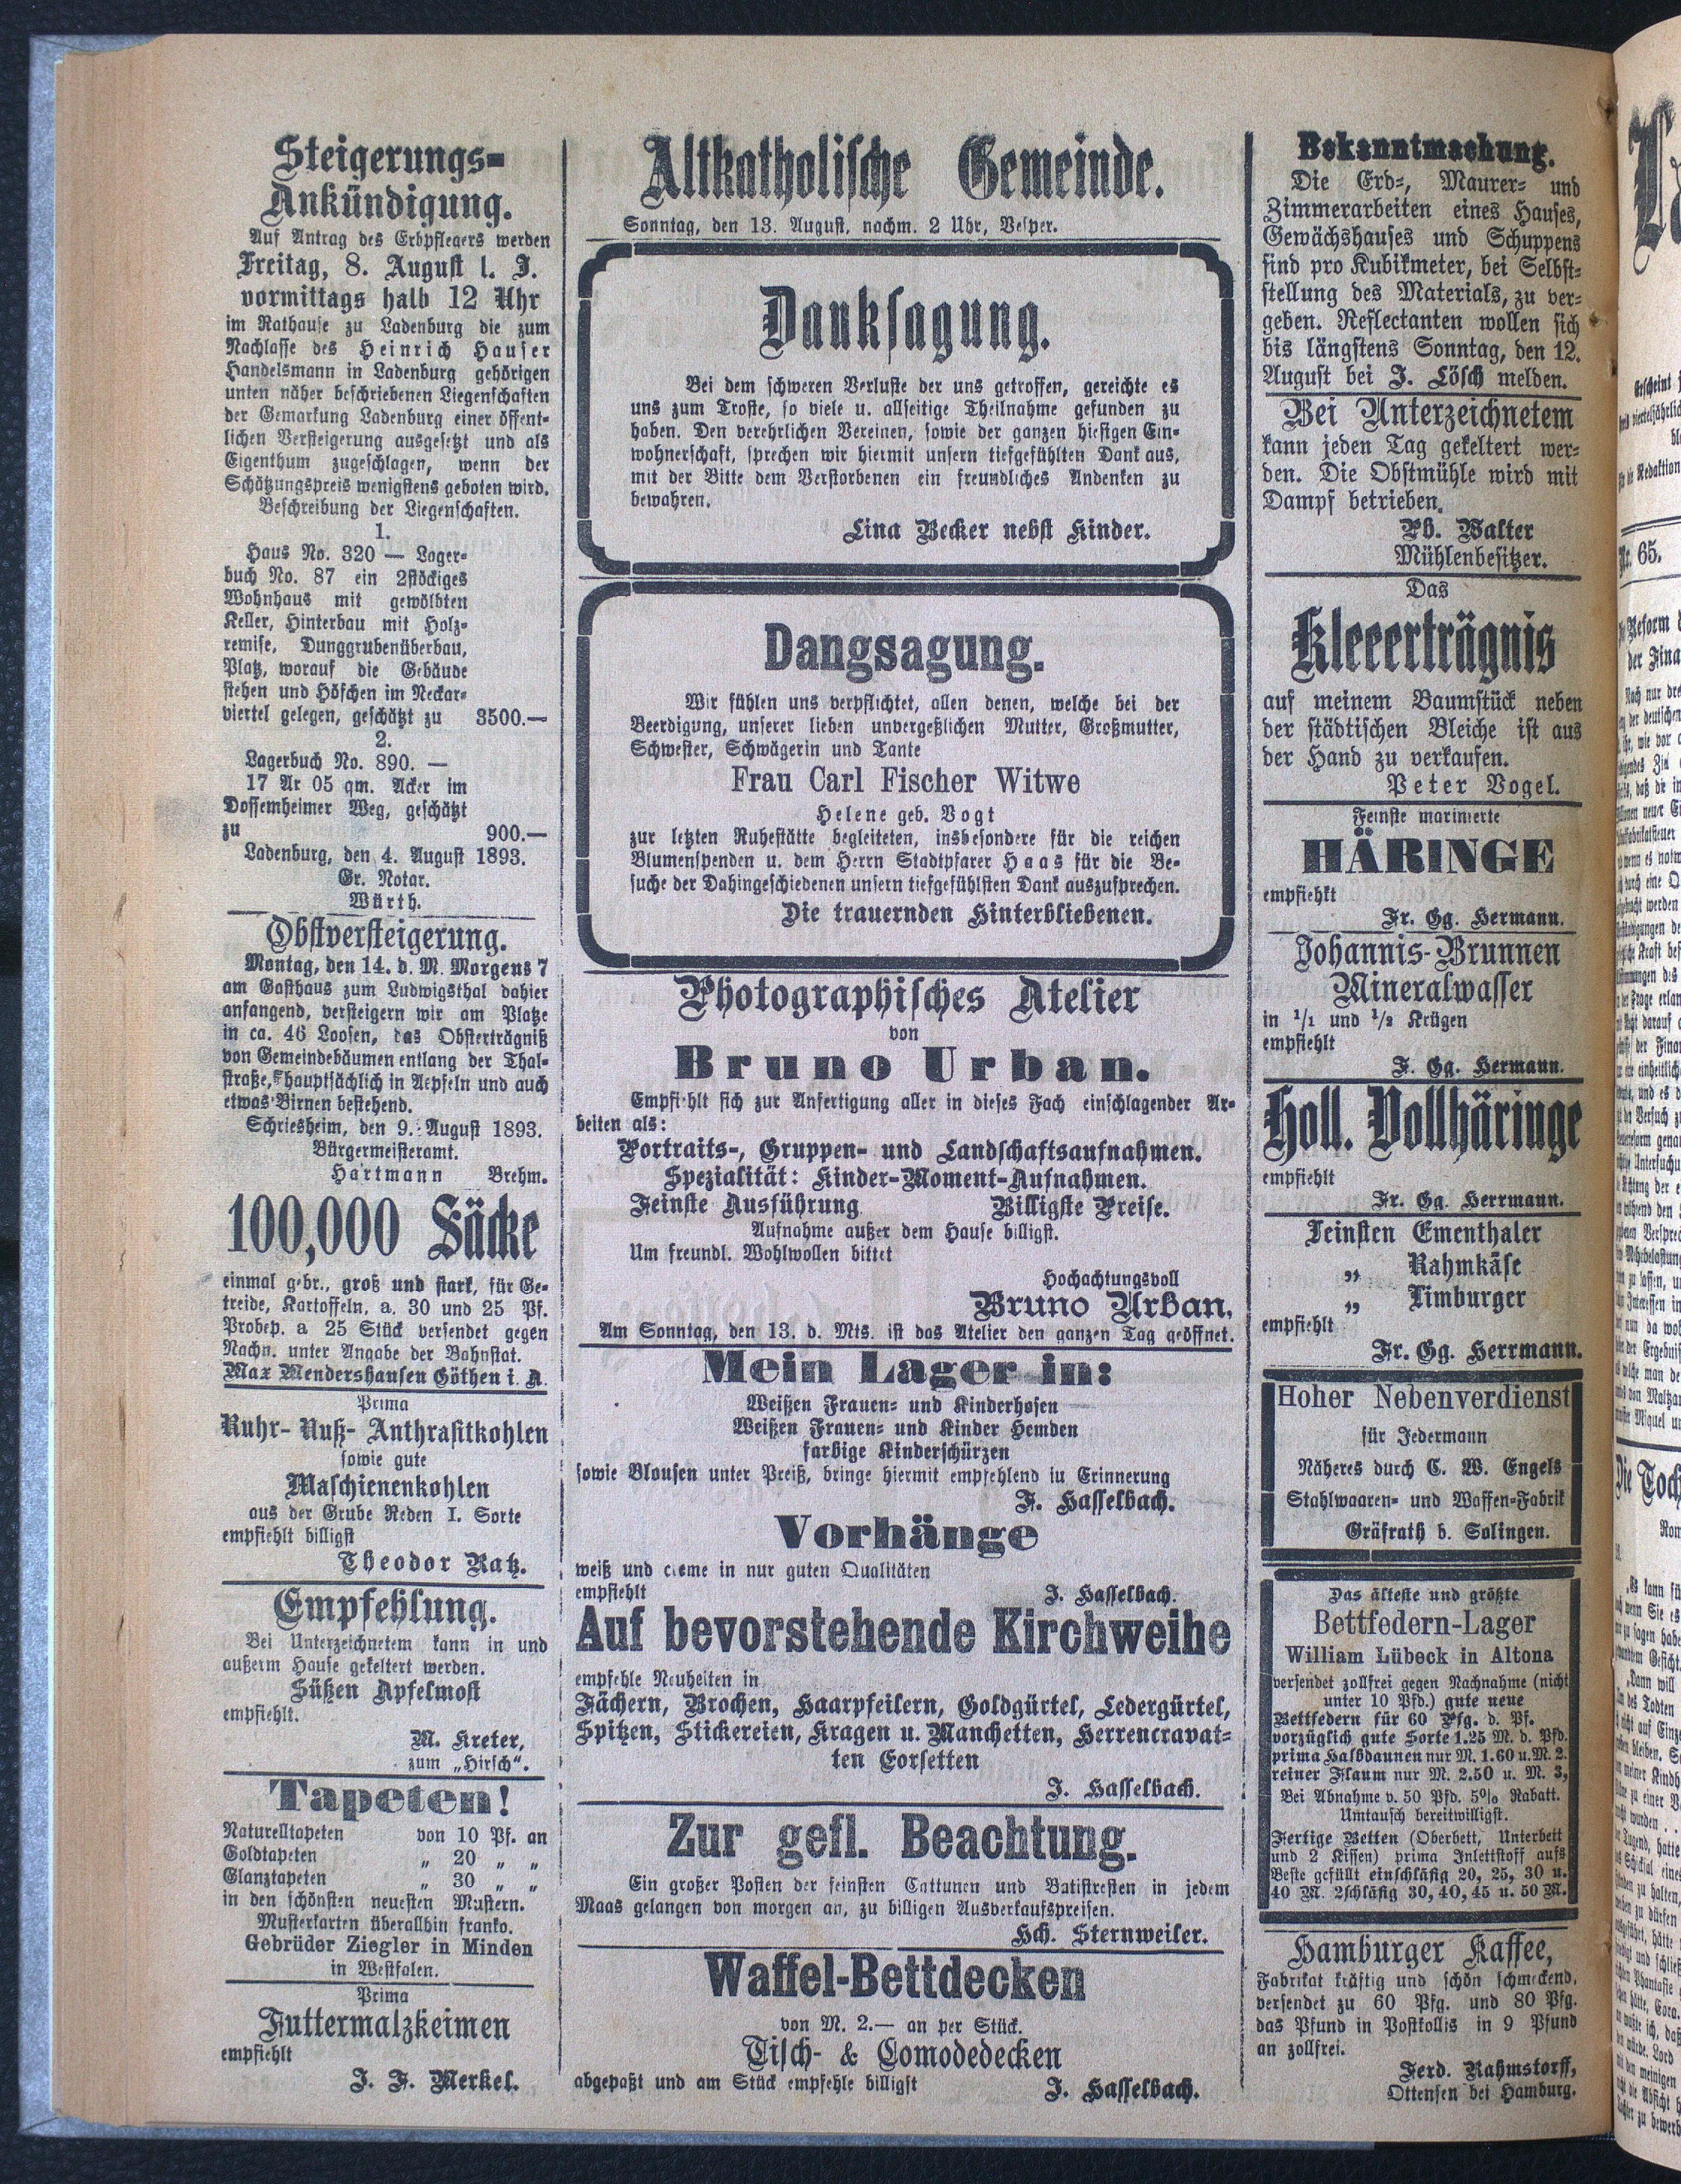 Steigerungs-
Ankündigung.
Auf Antrag des Erbpflegers werden
Freitag, 8. August l. J.
vormittags halb 12 Uhr
im Rathause zu Ladenburg die zum
Nachlasse des Heinrich Hauser
Handelsmann in Ladenburg gehörigen
unten näher beschriebenen Liegenschaften
der Gemarkung Ladenburg einer öffent-
lichen Versteigerung ausgesetzt und als
Eigenthum zugeschlagen, wenn der
Schätzungspreis wenigstens geboten wird.
Beschreibung der Liegenschaften.
1.
Haus No. 320 — Lager-
buch No. 87 ein 2stöckiges
Wohnhaus mit gewölbten
Keller, Hinterbau mit Holz-
remise, Dunggrubenüberbau,
Platz, worauf die Gebäude
stehen und Höfchen im Neckar-
viertel gelegen, geschätzt zu 3500.—
2.
Lagerbuch No. 890. —
17 Ar 05 qm. Acker im
Dossemheimer Weg, geschätzt
zu 900.—
Ladenburg, den 4. August 1893.
Gr. Notar.
Würth.
Obstversteigerung.
Montag, den 14. d. M. Morgens 7
am Gasthaus zum Ludwigsthal dahier
anfangend, versteigern wir am Platze
in ca. 46 Loosen, das Obsterträgniß
von Gemeindebäumen entlang der Thal-
straße, hauptsächlich in Aepfeln und auch
etwas Birnen bestehend.
Schriesheim, den 9. August 1893.
Bürgermeisteramt.
Hartmann Brehm.
100,000 Säcke
einmal gebr., groß und stark, für Ge-
treide, Kartoffeln, a. 30 und 25 Pf.
Probep. a 25 Stück versendet gegen
Nachn. unter Angabe der Bahnstat.
Max Mendershausen Göthen i. A.
Prima
Ruhr- Nuß- Anthrasitkohlen
sowie gute
Maschienenkohlen
aus der Grube Reden I. Sorte
empfiehlt billigst
Theodor Katz.
Empfehlung.
Bei Unterzeichnetem kann in und
außerm Hause gekeltert werden.
Süßen Apfelmost
empfiehlt.
M. Kreter,
zum „Hirsch“.
Tapeten!
Naturelltapeten von 10 Pf. an
Goldtapeten „ 20 „ „
Glanztapeten „ 30 „ „
in den schönsten neuesten Mustern.
Musterkarten überallhin franko.
Gebrüder Ziegler in Minden
in Westfalen.
Prima
Futtermalzkeimen
empfiehlt
J. F. Merkel.
Altkatholische Gemeinde.
Sonntag, den 13. August, nachm. 2 Uhr, Vesper.
Danksagung.
Bei dem schweren Verluste der uns getroffen, gereichte es
uns zum Troste, so viele u. allseitige Theilnahme gefunden zu
haben. Den verehrlichen Vereinen, sowie der ganzen hiesigen Ein-
wohnerschaft, sprechen wir hiermit unsern tiefgefühlten Dank aus,
mit der Bitte dem Verstorbenen ein freundliches Andenken zu
bewahren.
Lina Becker nebst Kinder.
Dangsagung.
Wir fühlen uns verpflichtet, allen denen, welche bei der
Beerdigung, unserer lieben unvergeßlichen Mutter, Großmutter,
Schwester, Schwägerin und Tante
Frau Carl Fischer Witwe
Helene geb. Vogt
zur letzten Ruhestätte begleiteten, insbesondere für die reichen
Blumenspenden u. dem Herrn Stadtpfarer Haas für die Be-
suche der Dahingeschiedenen unsern tiefgefühlsten Dank auszusprechen.
Die trauernden Hinterbliebenen.
Photographisches Atelier
von
Bruno Urban.
Empfiehlt sich zur Anfertigung aller in dieses Fach einschlagender Ar-
beiten als:
Portraits-, Gruppen- und Landschaftsaufnahmen.
Spezialität: Kinder-Moment-Aufnahmen.
Feinste Ausführung Billigste Preise.
Aufnahme außer dem Hause billigst.
Um freundl. Wohlwollen bittet
Hochachtungsvoll
Bruno Urban,
Am Sonntag, den 13. d. Mts. ist das Atelier den ganzen Tag geöffnet.
Mein Lager in:
Weißen Frauen- und Kinderhosen
Weißen Frauen- und Kinder Hemden
farbige Kinderschürzen
sowie Blousen unter Preiß, bringe hiermit empfehlend iu Erinnerung
F. Hasselbach.
Vorhänge
weiß und creme in nur guten Qualitäten
empfiehlt J. Hasselbach.
Auf bevorstehende Kirchweihe
empfehle Neuheiten in
Fächern, Brochen, Haarpfeilern, Goldgürtel, Ledergürtel,
Spitzen, Stickereien, Kragen u. Manchetten, Herrencravat-
ten Corsetten
J. Hasselbach.
Zur gefl. Beachtung.
Ein großer Posten der feinsten Cattunen und Batistresten in jedem
Maas gelangen von morgen an, zu billigen Ausverkaufspreisen.
Hch. Sternweiler.
Waffel-Bettdecken
von M. 2.— an per Stück.
Tisch- & Comodedecken
abgepaßt und am Stück empfehle billigst J. Hasselbach.
Bekanntmachung.
Die Erd-, Maurer- und
Zimmerarbeiten eines Hauses,
Gewächshauses und Schuppens
sind pro Kubikmeter, bei Selbst-
stellung des Materials, zu ver-
geben. Reflectanten wollen sich
bis längstens Sonntag, den 12.
August bei J. Lösch melden.
Bei Unterzeichnetem
kann jeden Tag gekeltert wer-
den. Die Obstmühle wird mit
Dampf betrieben.
Ph. Walter
Mühlenbesitzer.
Das
Kleeerträgnis
auf meinem Baumstück neben
der städtischen Bleiche ist aus
der Hand zu verkaufen.
Peter Vogel.
Feinste marinierte
HÄRINGE
empfiehlt
Fr. Gg. Hermann.
Johannis-Brunnen
Mineralwasser
in 1/1 und 1/2 Krügen
empfiehlt
F. Gg. Hermann.
Holl. Vollhäringe
empfiehlt
Fr. Gg. Herrmann.
Feinsten Ementhaler
„ Rahmkäse
„ Limburger
empfiehlt
Fr. Gg. Herrmann.
Hoher Nebenverdienst
für Jedermann
Näheres durch C. W. Engels
Stahlwaaren- und Waffen-Fabrik
Gräfrath b. Solingen.
Das älteste und größte
Bettfedern-Lager
William Lübeck in Altona
versendet zollfrei gegen Nachnahme (nicht
unter 10 Pfd.) gute neue
Bettfedern für 60 Pfg. d. Pf.
vorzüglich gute Sorte 1.25 M. d. Pfd.
prima Halbdaunen nur M. 1.60 u. M. 2.
reiner Flaum nur M. 2.50 u. M. 3,
Bei Abnahme v. 50 Pfd. 5% Rabatt.
Umtausch bereitwilligst.
Fertige Betten (Oberbett, Unterbett
und 2 Kissen) prima Inlettstoff aufs
Beste gefüllt einschläfig 20, 25, 30 u.
40 M. 2schläfig 30, 40, 45 u. 50 M.
Hamburger Kaffee,
Fabrikat kräftig und schön schmeckend,
versendet zu 60 Pfg. und 80 Pfg.
das Pfund in Postkollis in 9 Pfund
an zollfrei.
Ferd. Rahmstorff,
Ottensen bei Hamburg.